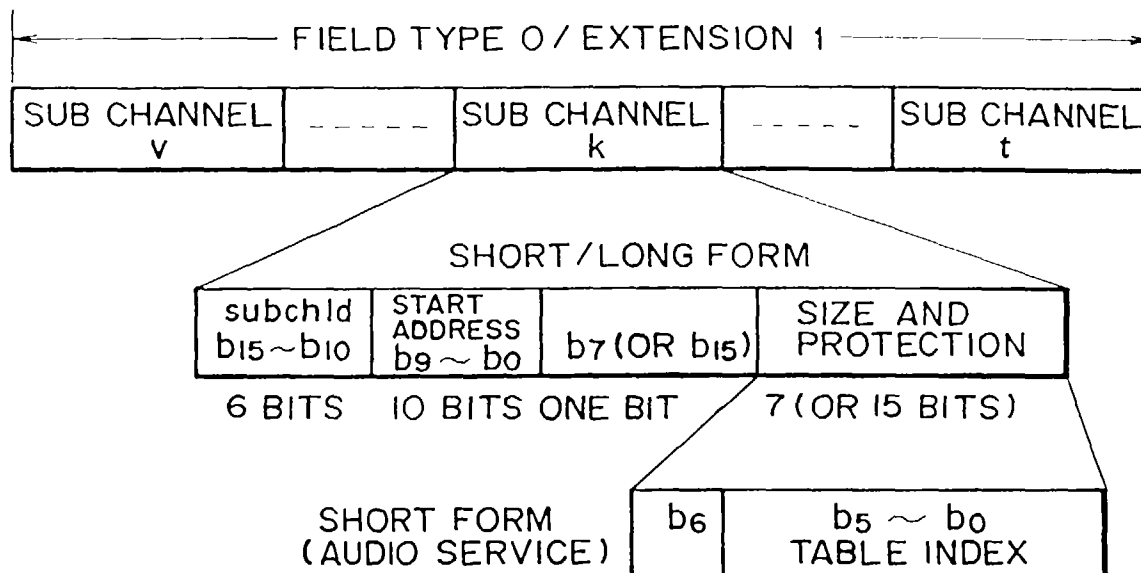 FIELD TYPE 0 / EXTENSION 1
SUB CHANNEL v
----- 
SUB CHANNEL k
-----
SUB CHANNEL t
SHORT/LONG FORM
subchId b15~b10
START ADDRESS b9~b0
b7 (OR b15)
SIZE AND PROTECTION
6 BITS
10 BITS
ONE BIT
7 (OR 15 BITS)
SHORT FORM
(AUDIO SERVICE)
b6
b5~b0
TABLE INDEX